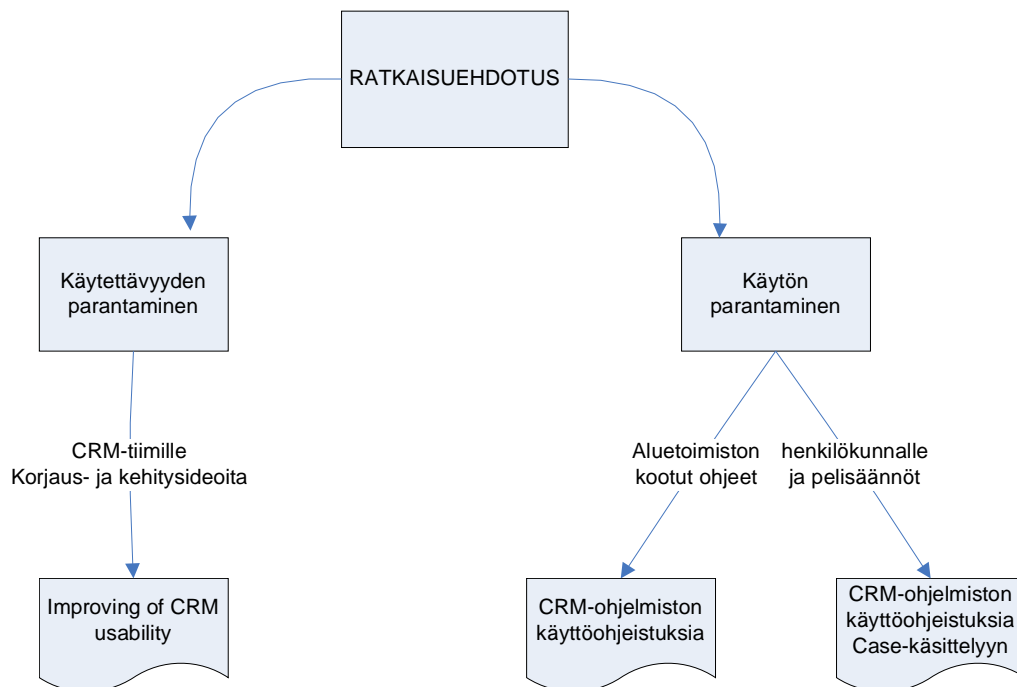 RATKAISUEHDOTUS
Käytettävyyden
parantaminen
Käytön
parantaminen
CRM-tiimille
Korjaus- ja kehitysideoita
Aluetoimiston
kootut ohjeet
henkilökunnalle
ja pelisäännöt
Improving of CRM
usability
CRM-ohjelmiston
käyttöohjeistuksia
CRM-ohjelmiston
käyttöohjeistuksia
Case-käsittelyyn